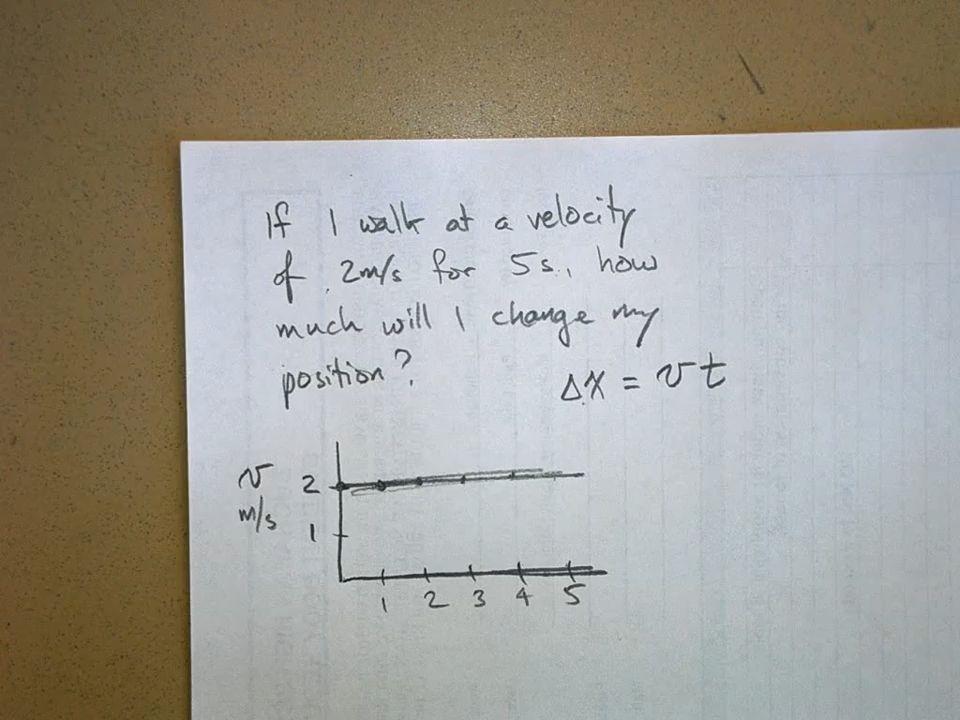 If I walk at a velocity
of 2m/s for 5s., how
much will I change my
position?
Δx = vt
v
m/s
2
1
1 2 3 4 5